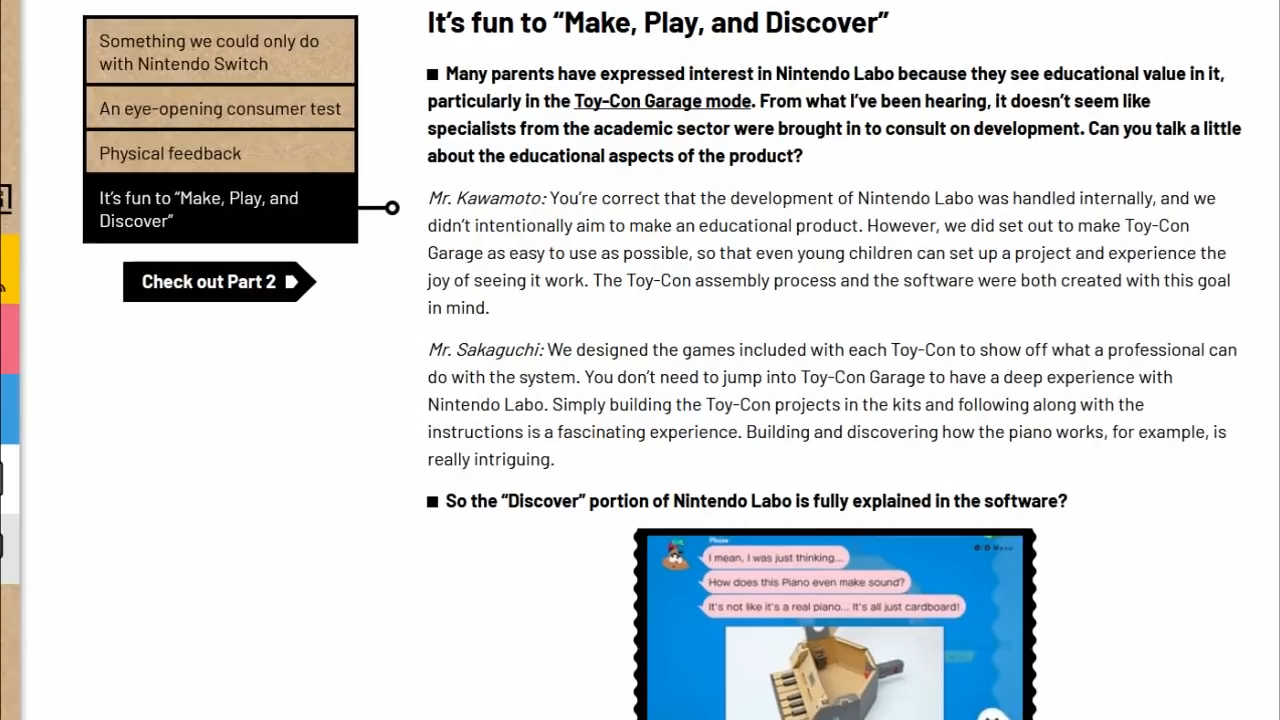 Something we could only do
with Nintendo Switch
An eye-opening consumer test
Physical feedback
It's fun to “Make, Play, and
Discover”
Check out Part 2
It's fun to “Make, Play, and Discover”
■ Many parents have expressed interest in Nintendo Labo because they see educational value in it,
particularly in the Toy-Con Garage mode. From what I've been hearing, it doesn't seem like
specialists from the academic sector were brought in to consult on development. Can you talk a little
about the educational aspects of the product?
Mr. Kawamoto: You're correct that the development of Nintendo Labo was handled internally, and we
didn't intentionally aim to make an educational product. However, we did set out to make Toy-Con
Garage as easy to use as possible, so that even young children can set up a project and experience the
joy of seeing it work. The Toy-Con assembly process and the software were both created with this goal
in mind.
Mr. Sakaguchi: We designed the games included with each Toy-Con to show off what a professional can
do with the system. You don't need to jump into Toy-Con Garage to have a deep experience with
Nintendo Labo. Simply building the Toy-Con projects in the kits and following along with the
instructions is a fascinating experience. Building and discovering how the piano works, for example, is
really intriguing.
■ So the “Discover” portion of Nintendo Labo is fully explained in the software?
I mean, I was just thinking...
How does this Piano even make sound?
It's not like it's a real piano... It's all just cardboard!